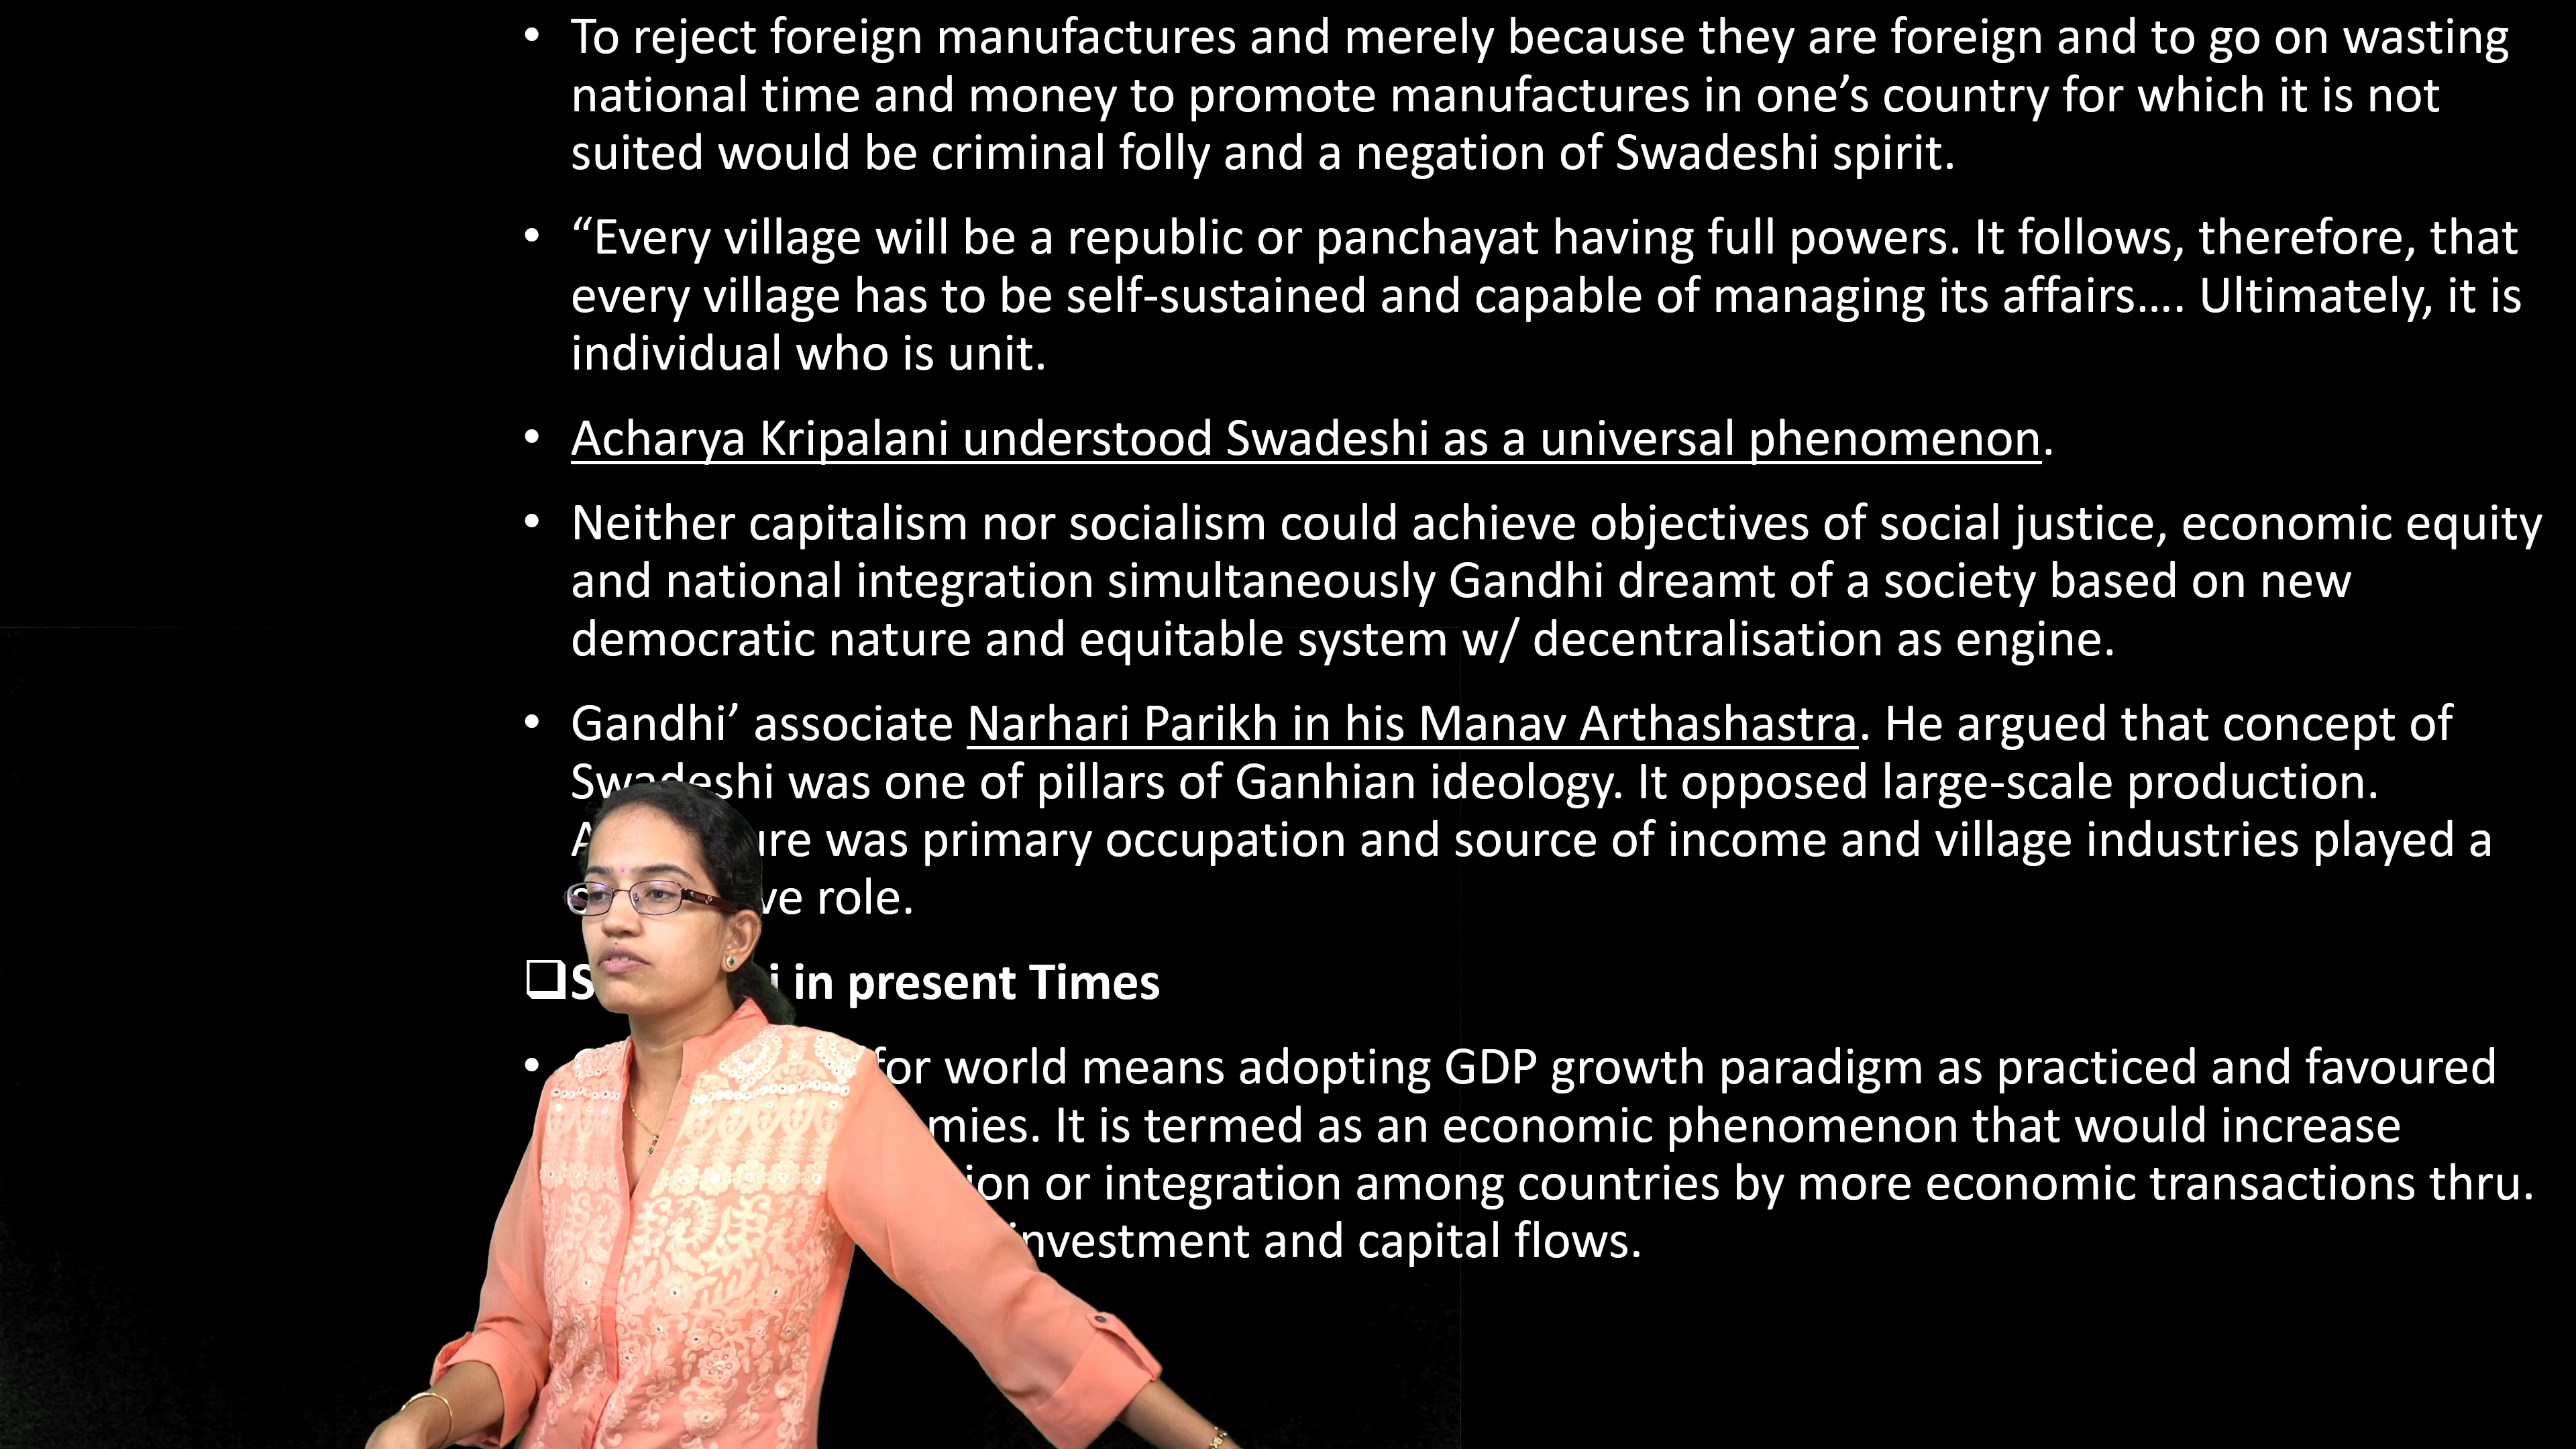 • To reject foreign manufactures and merely because they are foreign and to go on wasting
national time and money to promote manufactures in one’s country for which it is not
suited would be criminal folly and a negation of Swadeshi spirit.
• “Every village will be a republic or panchayat having full powers. It follows, therefore, that
every village has to be self-sustained and capable of managing its affairs…. Ultimately, it is
individual who is unit.
• Acharya Kripalani understood Swadeshi as a universal phenomenon.
• Neither capitalism nor socialism could achieve objectives of social justice, economic equity
and national integration simultaneously Gandhi dreamt of a society based on new
democratic nature and equitable system w/ decentralisation as engine.
• Gandhi’ associate Narhari Parikh in his Manav Arthashastra. He argued that concept of
Swadeshi was one of pillars of Ganhian ideology. It opposed large-scale production.
was primary occupation and source of income and village industries played a
role.
❑ in present Times
• for world means adopting GDP growth paradigm as practiced and favoured
It is termed as an economic phenomenon that would increase
or integration among countries by more economic transactions thru.
investment and capital flows.